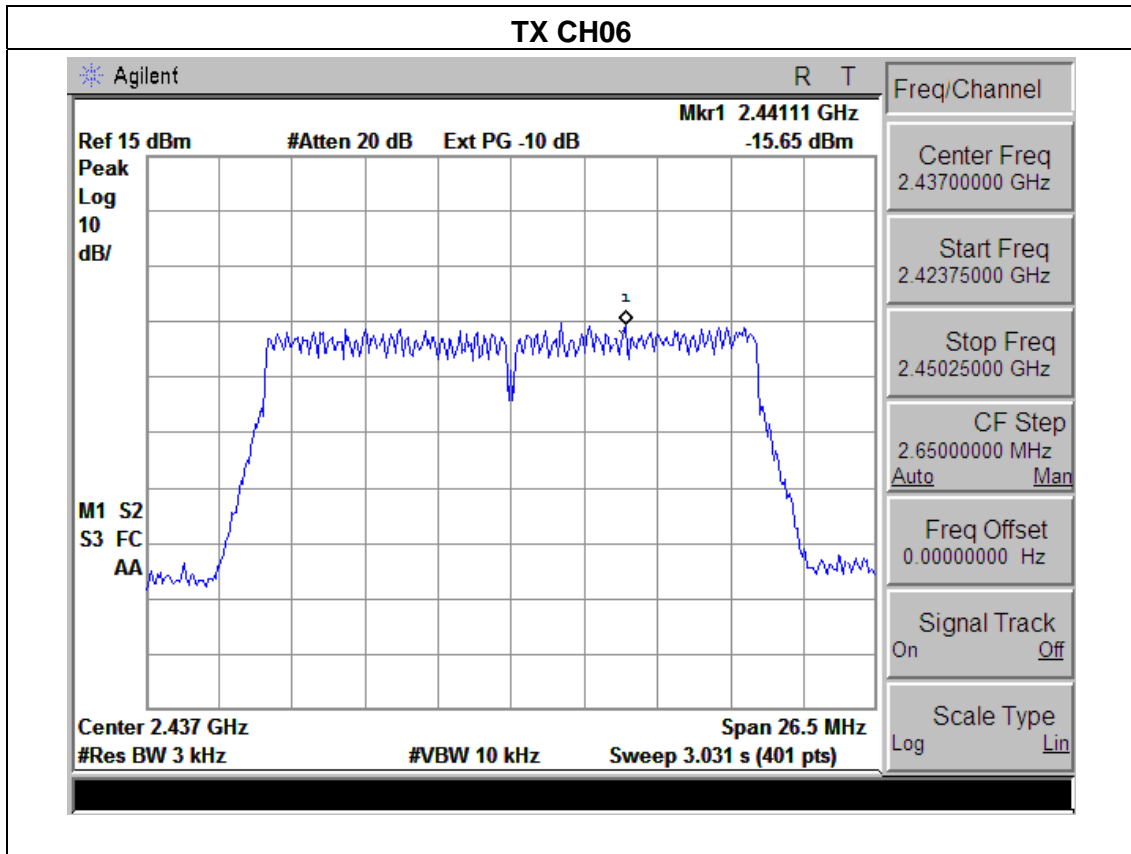 TX CH06
Agilent R T
Mkr1 2.44111 GHz
Ref 15 dBm #Atten 20 dB Ext PG -10 dB -15.65 dBm
Peak
Log
10
dB/
1
M1 S2
S3 FC
AA
Center 2.437 GHz Span 26.5 MHz
#Res BW 3 kHz #VBW 10 kHz Sweep 3.031 s (401 pts)
Freq/Channel
Center Freq
2.43700000 GHz
Start Freq
2.42375000 GHz
Stop Freq
2.45025000 GHz
CF Step
2.65000000 MHz
Auto Man
Freq Offset
0.00000000 Hz
Signal Track
On Off
Scale Type
Log Lin